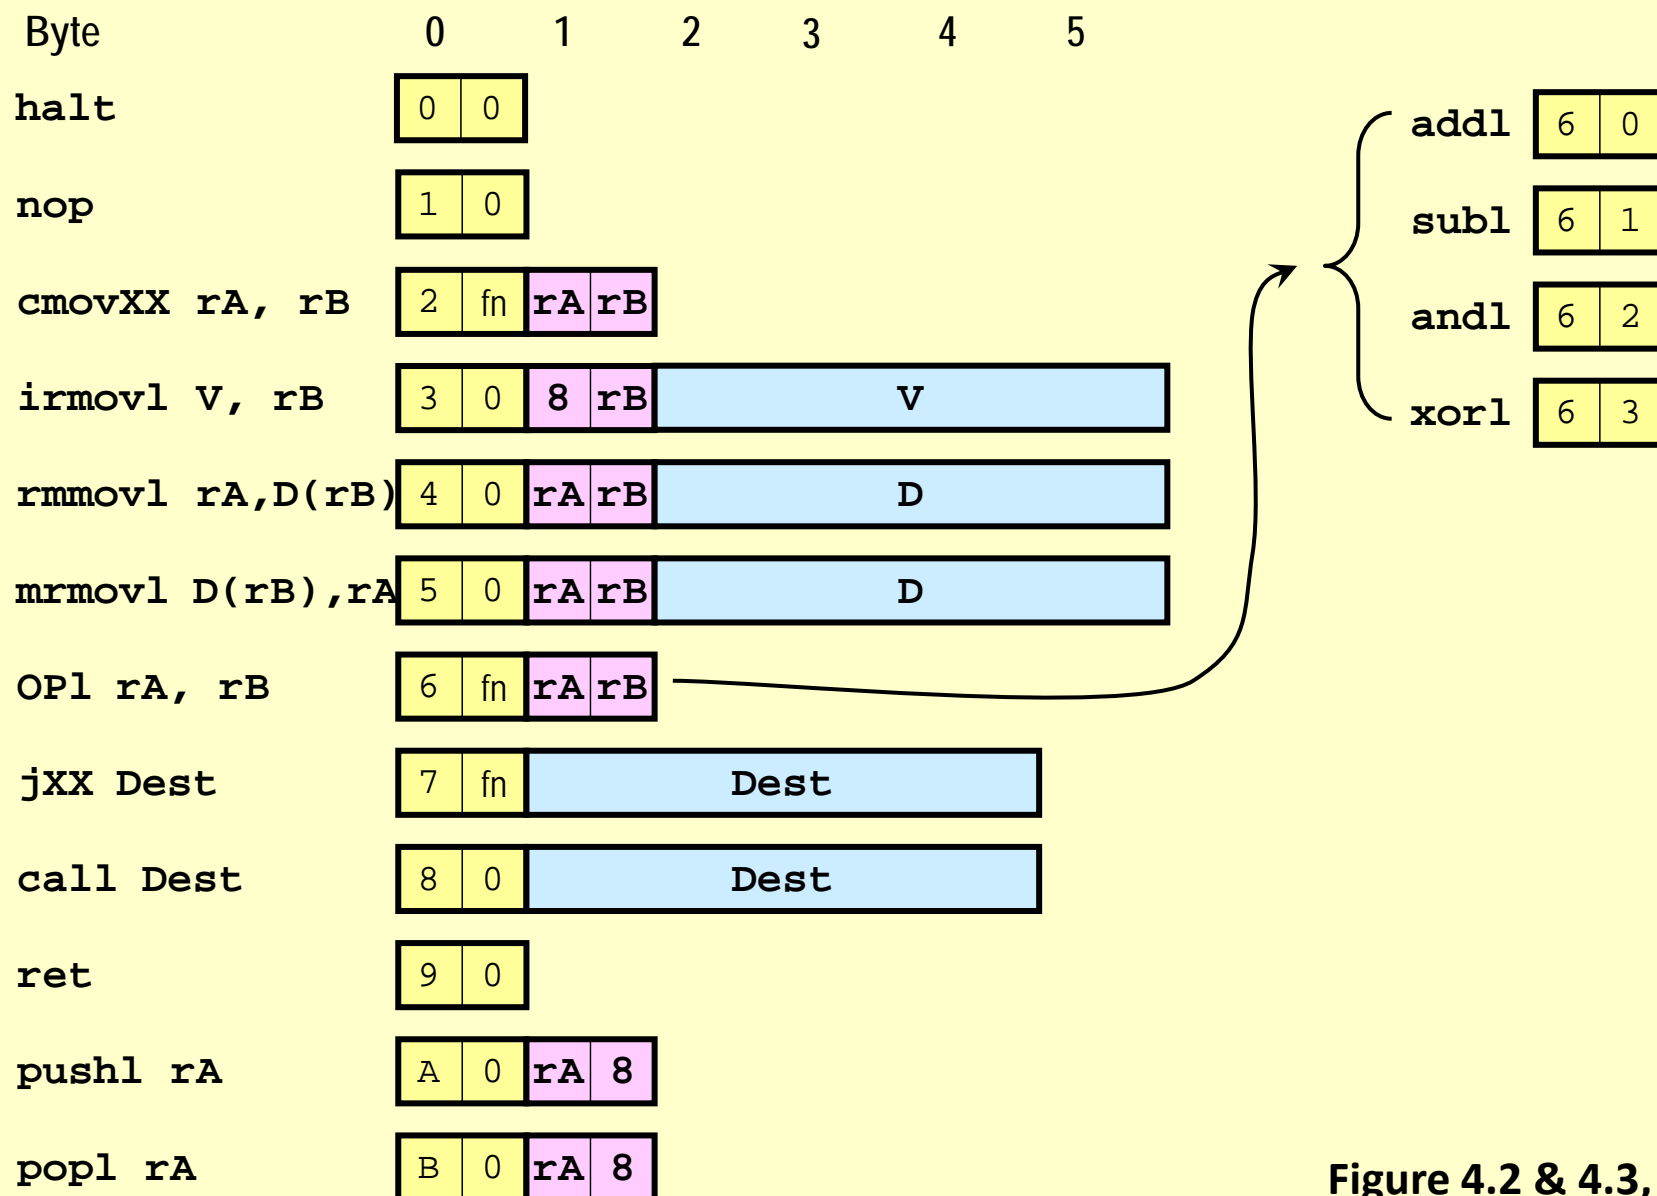 Byte 0 1 2 3 4 5
halt 0 0
nop 1 0
cmovXX rA, rB 2 fn rA rB
irmovl V, rB 3 0 8 rB V
rmmovl rA,D(rB) 4 0 rA rB D
mrmovl D(rB),rA 5 0 rA rB D
OPl rA, rB 6 fn rA rB
jXX Dest 7 fn Dest
call Dest 8 0 Dest
ret 9 0
pushl rA A 0 rA 8
popl rA B 0 rA 8
addl 6 0
subl 6 1
andl 6 2
xorl 6 3
Figure 4.2 & 4.3,